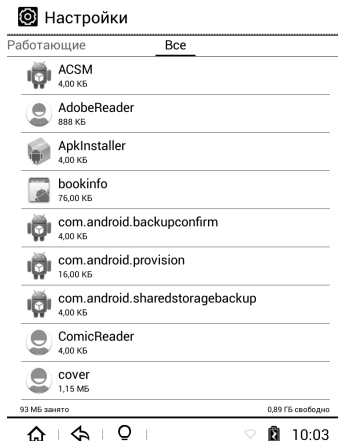 Настройки
Работающие Все
ACSM
4,00 КБ
AdobeReader
888 КБ
ApkInstaller
4,00 КБ
bookinfo
76,00 КБ
com.android.backupconfirm
4,00 КБ
com.android.provision
16,00 КБ
com.android.sharedstoragebackup
4,00 КБ
ComicReader
4,00 КБ
cover
1,15 МБ
93 МБ занято 0,89 ГБ свободно
10:03